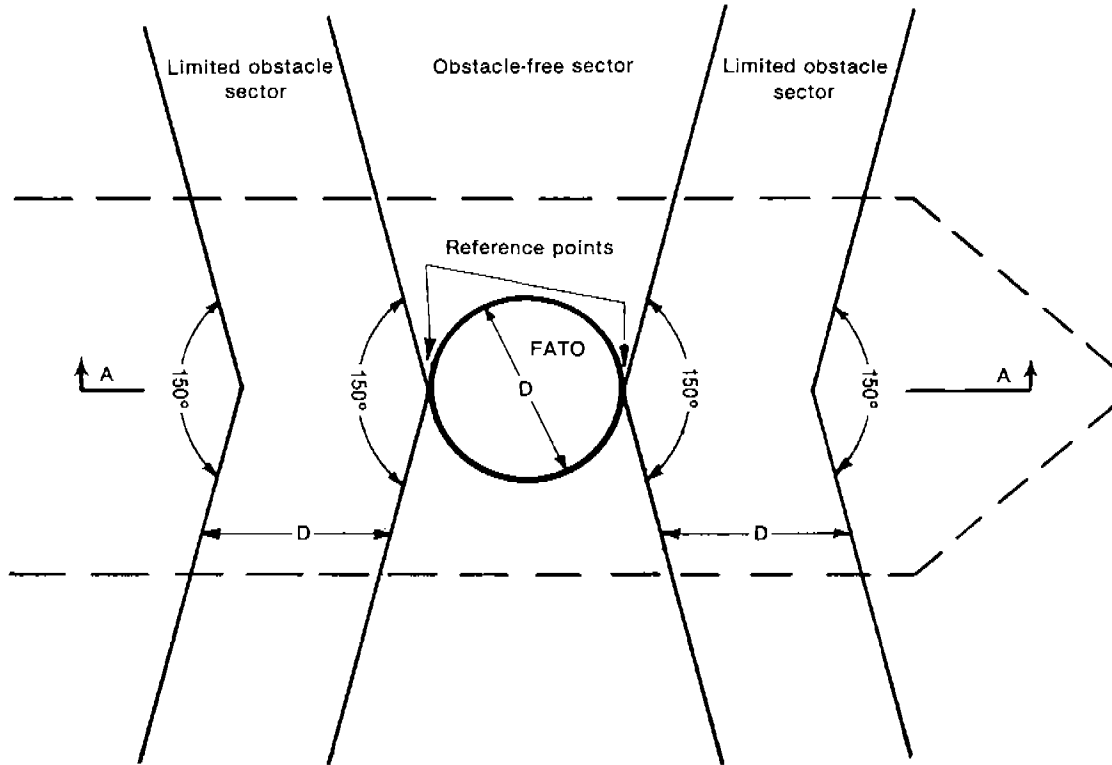 Limited obstacle
sector
Obstacle-free sector
Limited obstacle
sector
Reference points
FATO
D
A
150°
150°
150°
150°
A
D
D